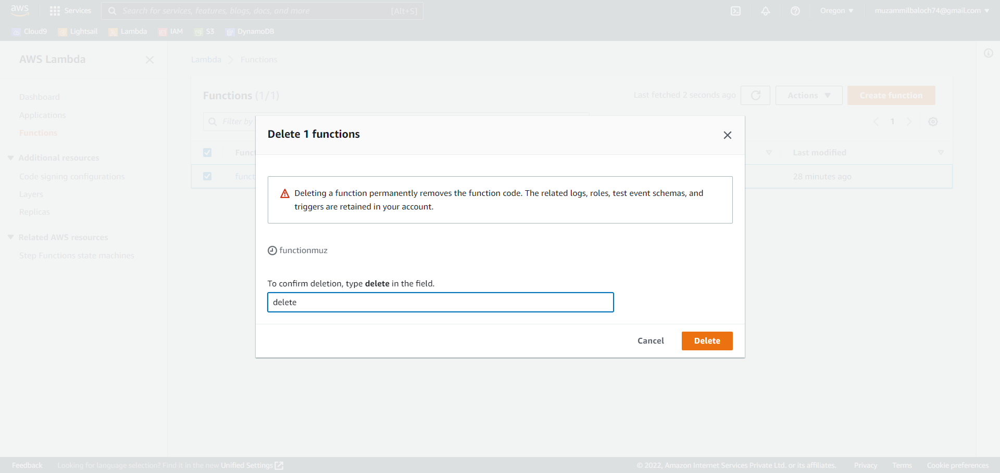 aws
Services
Search for services, features, blogs, docs, and more
[Alt+S]
Oregon ▼
muzammilbaloch74@gmail.com ▼
Cloud9
Lightsail
Lambda
IAM
S3
DynamoDB
AWS Lambda
Dashboard
Applications
Functions
Additional resources
Code signing configurations
Layers
Replicas
Related AWS resources
Step Functions state machines
Lambda
Functions
Functions (1/1)
Last fetched 2 seconds ago
Actions ▼
Create function
Filter by
1
Funct
Last modified
funct
28 minutes ago
Delete 1 functions
Deleting a function permanently removes the function code. The related logs, roles, test event schemas, and
triggers are retained in your account.
functionmuz
To confirm deletion, type delete in the field.
delete
Cancel
Delete
Feedback
Looking for language selection? Find it in the new Unified Settings
© 2022, Amazon Internet Services Private Ltd. or its affiliates.
Privacy
Terms
Cookie preferences